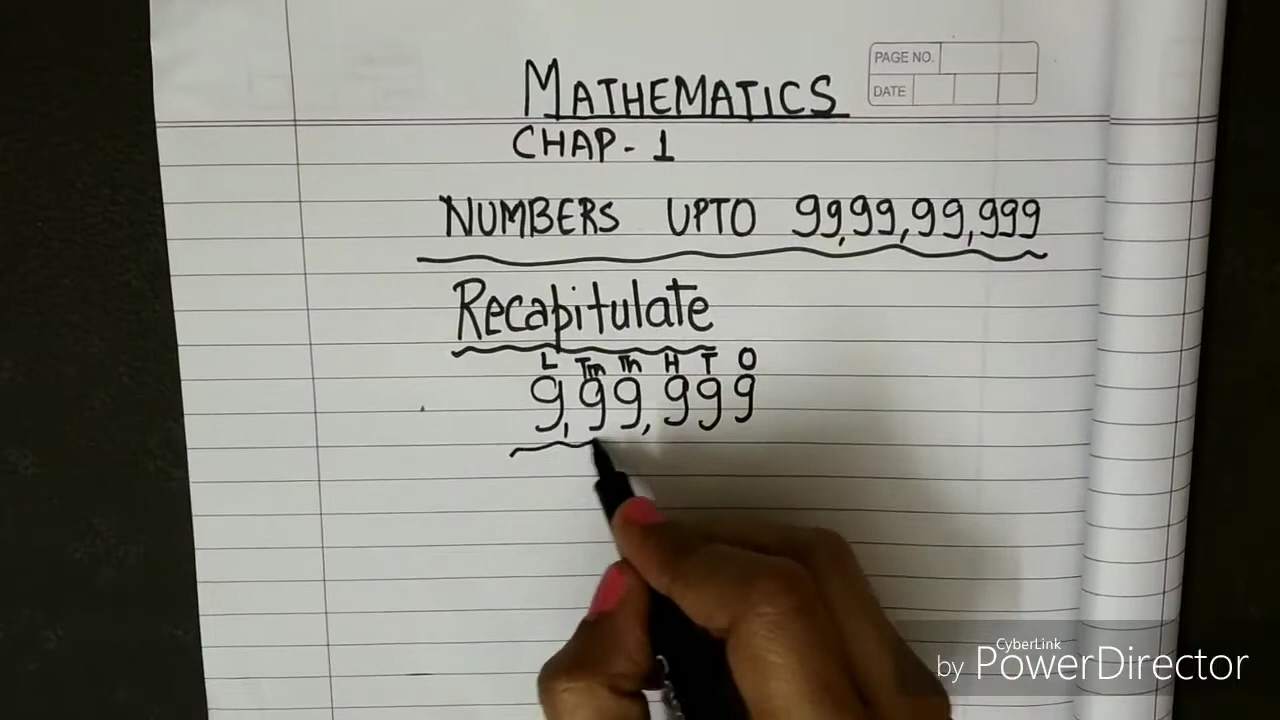 PAGE NO.
DATE
MATHEMATICS
CHAP - 1
NUMBERS UPTO 99,99,99,999
Recapitulate
L Tth Th H T O
9,99,999
CyberLink
by PowerDirector